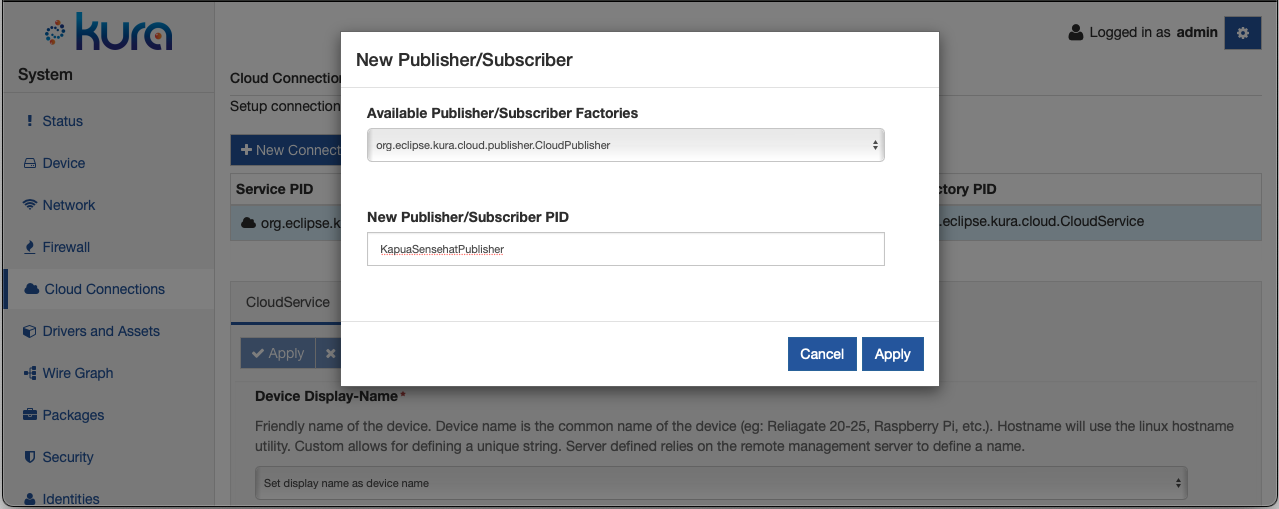 kura
System
Status
Device
Network
Firewall
Cloud Connections
Drivers and Assets
Wire Graph
Packages
Security
Identities
Logged in as admin
Cloud Connectio
Setup connection
New Connect
Service PID
ctory PID
org.eclipse.k
.eclipse.kura.cloud.CloudService
CloudService
Apply
New Publisher/Subscriber
Available Publisher/Subscriber Factories
org.eclipse.kura.cloud.publisher.CloudPublisher
New Publisher/Subscriber PID
KapuaSensehatPublisher
Cancel
Apply
Device Display-Name*
Friendly name of the device. Device name is the common name of the device (eg: Reliagate 20-25, Raspberry Pi, etc.). Hostname will use the linux hostname
utility. Custom allows for defining a unique string. Server defined relies on the remote management server to define a name.
Set display name as device name